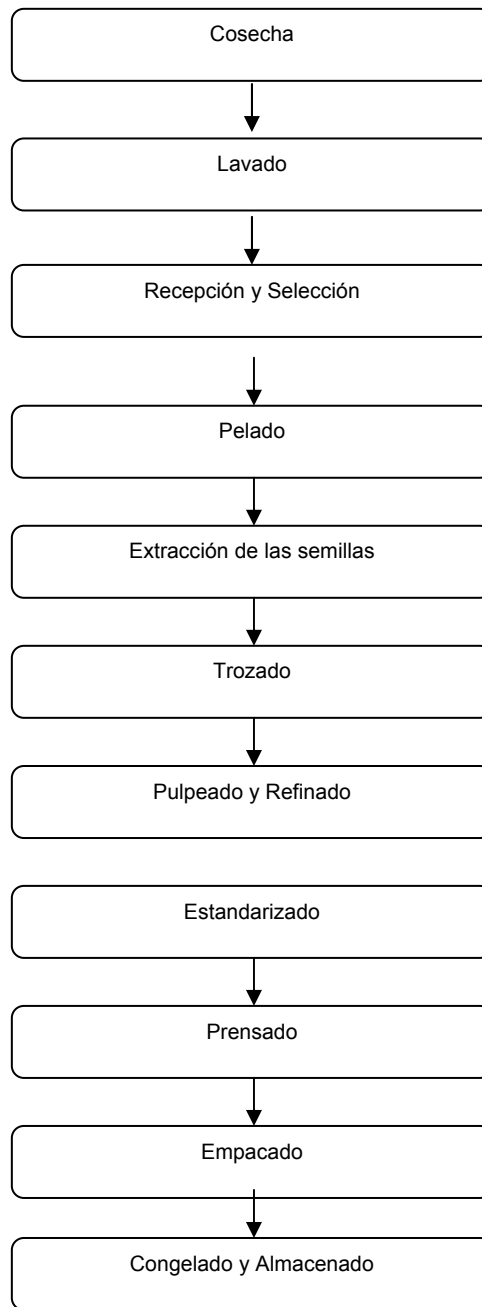 Cosecha
Lavado
Recepción y Selección
Pelado
Extracción de las semillas
Trozado
Pulpeado y Refinado
Estandarizado
Prensado
Empacado
Congelado y Almacenado